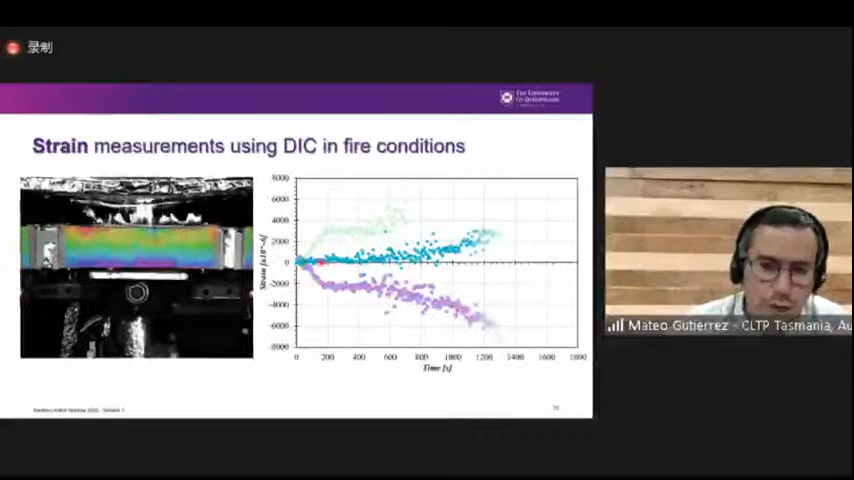 录制
THE UNIVERSITY
OF QUEENSLAND
Strain measurements using DIC in fire conditions
8000
6000
4000
2000
0
-2000
-4000
-6000
-8000
Strain [x10^-6]
0 200 400 600 800 1000 1200 1400 1600 1800
Time [s]
Mateo Gutierrez - CLTP Tasmania, Au